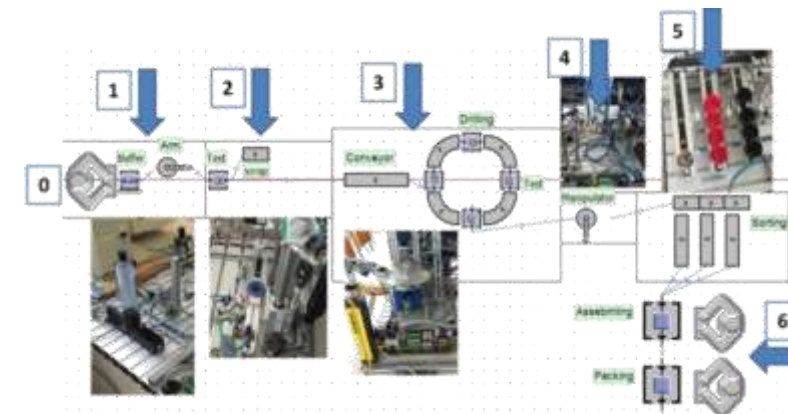 1
2
3
4
5
0
6
Buffer
Arm
Test
scrap
Conveyor
Drilling
Test
Manipulator
Sorting
Assembling
Packing